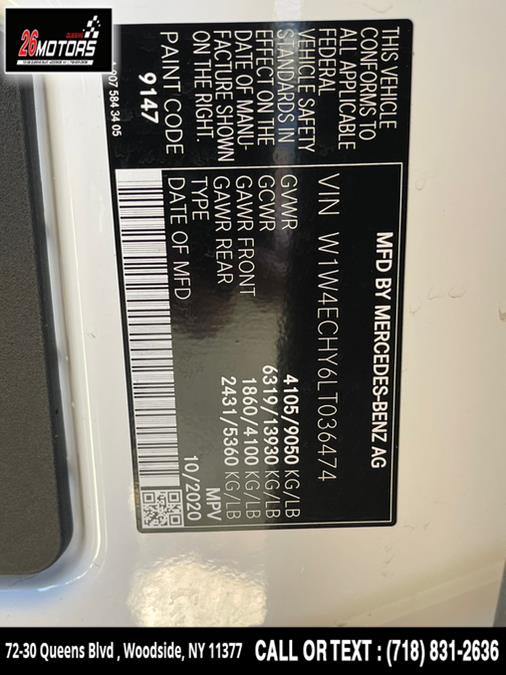 QUEENS
26MOTORS
MFD BY MERCEDES-BENZ AG
VIN W1W4ECHY6LT036474
GVWR 4105/9050 KG/LB
GCWR 6319/13930 KG/LB
GAWR FRONT 1860/4100 KG/LB
GAWR REAR 2431/5360 KG/LB
TYPE MPV
DATE OF MFD 10/2020
THIS VEHICLE
CONFORMS TO
ALL APPLICABLE
FEDERAL
VEHICLE SAFETY
STANDARDS IN
EFFECT ON THE
DATE OF MANU-
FACTURE SHOWN
ON THE RIGHT.
PAINT CODE
9147
907 584 34 05
72-30 Queens Blvd , Woodside, NY 11377 CALL OR TEXT : (718) 831-2636